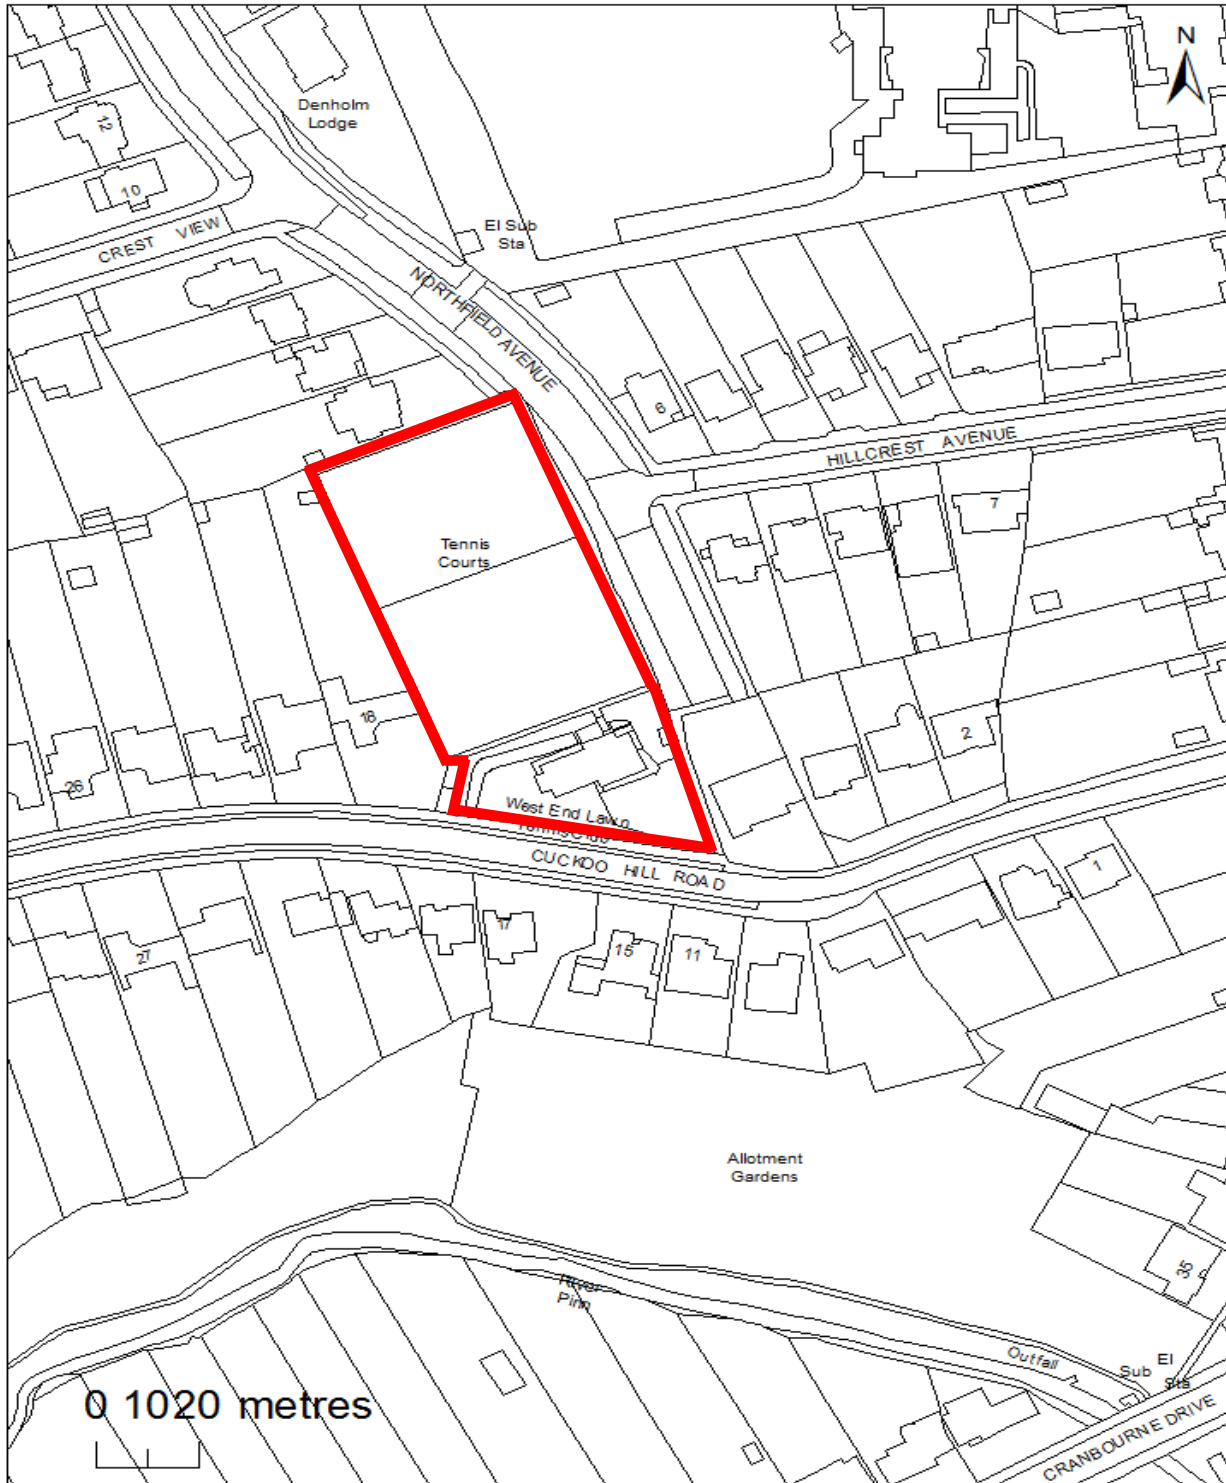 N
Denholm
Lodge
12
10
CREST VIEW
El Sub
Sta
NORTHFIELD AVENUE
6
HILLCREST AVENUE
7
Tennis
Courts
18
2
26
West End Lawn
Tennis Club
CUCKOO HILL ROAD
1
17
15
11
27
Allotment
Gardens
35
River
Pinn
Outfall
El
Sub
Sta
0 1020 metres
CRANBOURNE DRIVE